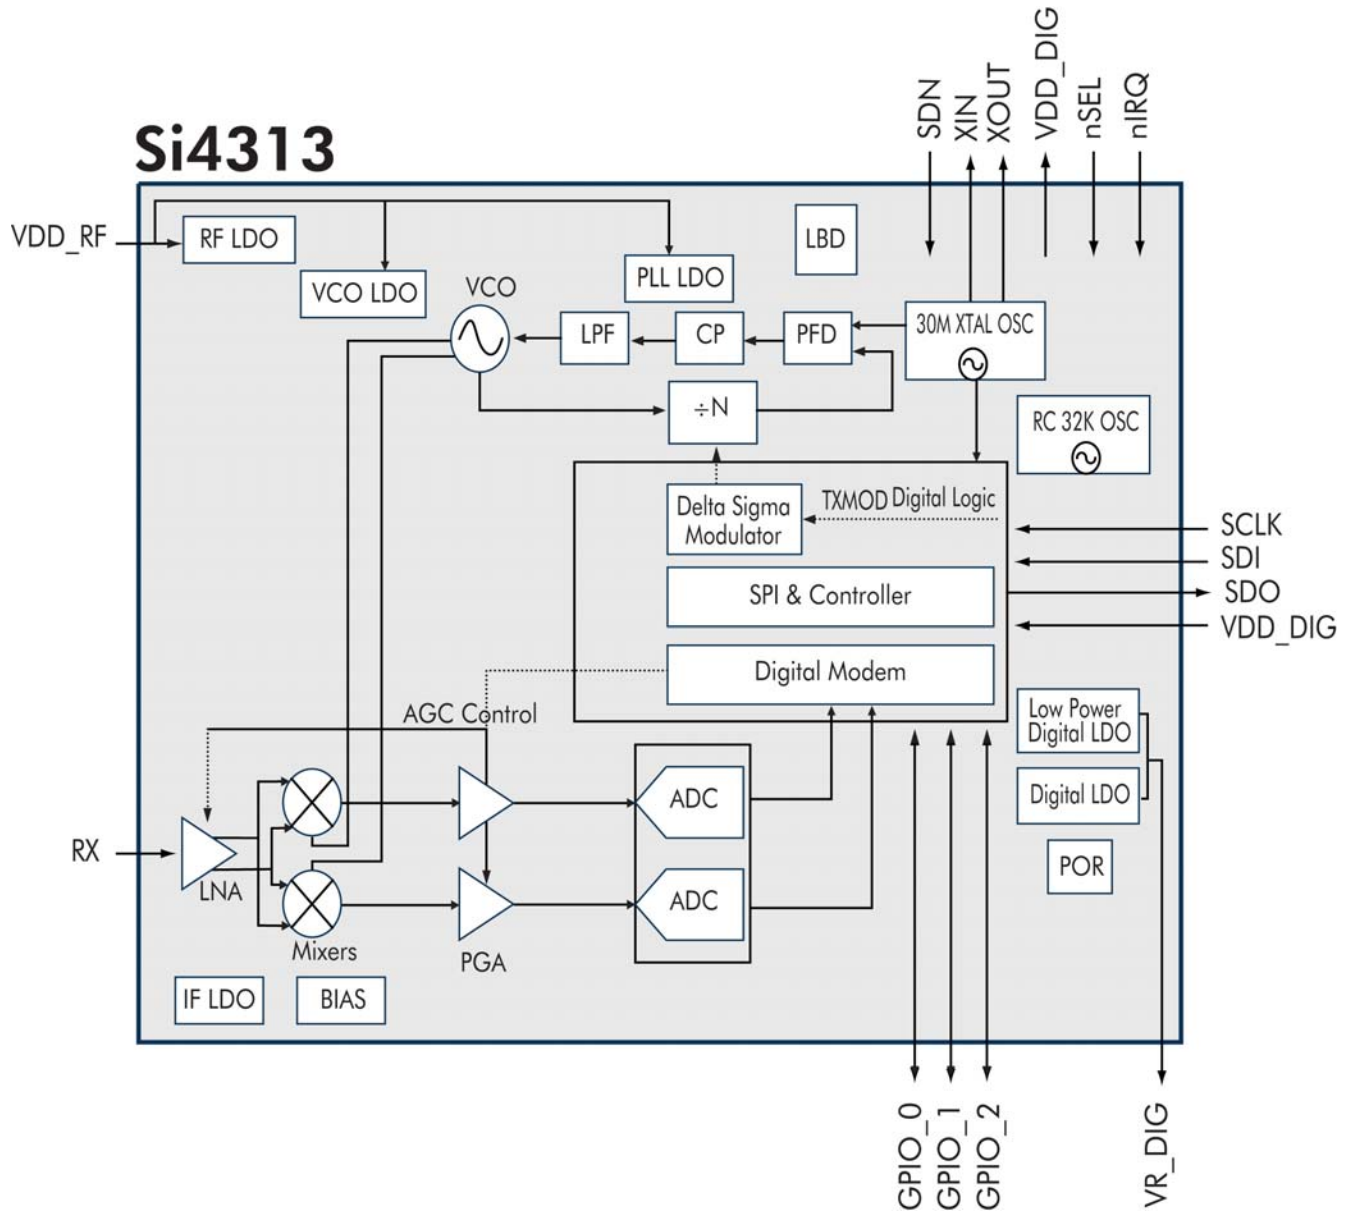 Si4313
SDN
XIN
XOUT
VDD_DIG
nSEL
nIRQ
VDD_RF
RF LDO
VCO LDO
VCO
PLL LDO
LBD
LPF
CP
PFD
30M XTAL OSC
÷N
RC 32K OSC
Delta Sigma
Modulator
TXMOD
Digital Logic
SPI & Controller
Digital Modem
SCLK
SDI
SDO
VDD_DIG
AGC Control
Low Power
Digital LDO
Digital LDO
POR
RX
LNA
Mixers
PGA
ADC
ADC
IF LDO
BIAS
GPIO_0
GPIO_1
GPIO_2
VR_DIG